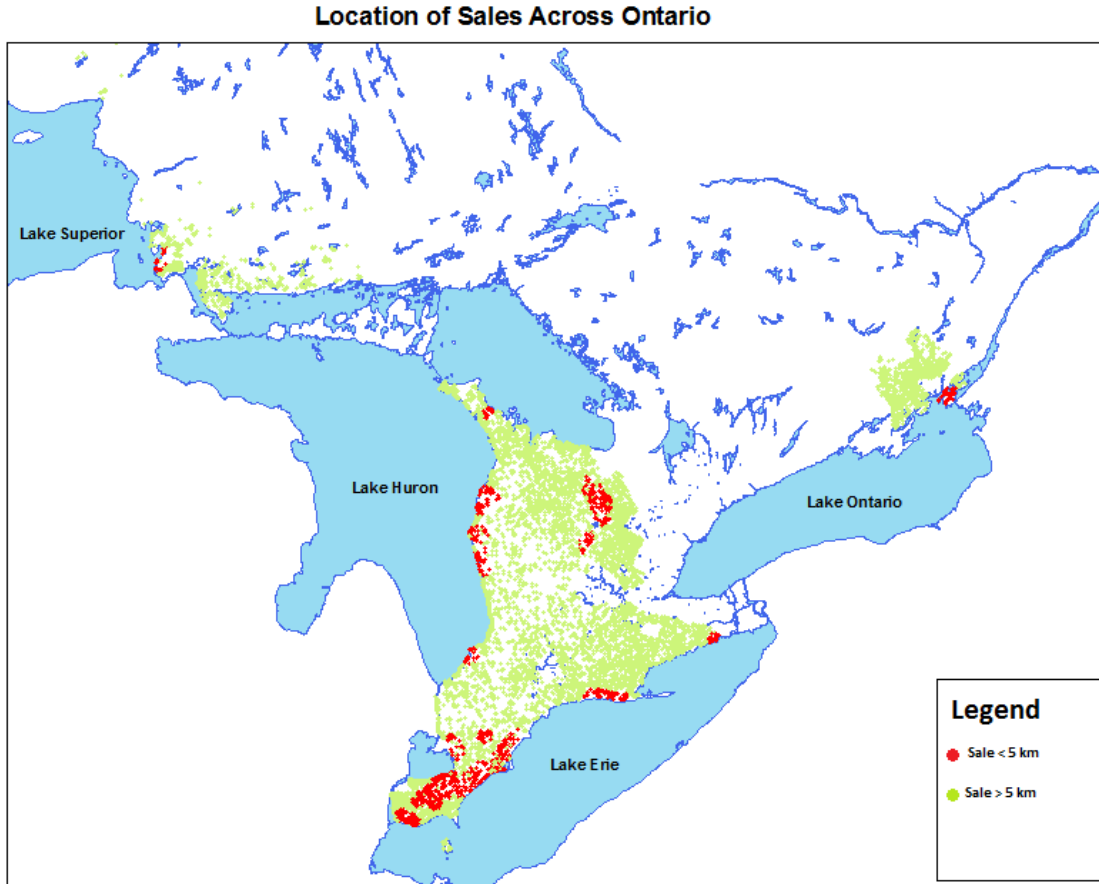 Location of Sales Across Ontario
Lake Superior
Lake Huron
Lake Ontario
Lake Erie
Legend
Sale < 5 km
Sale > 5 km